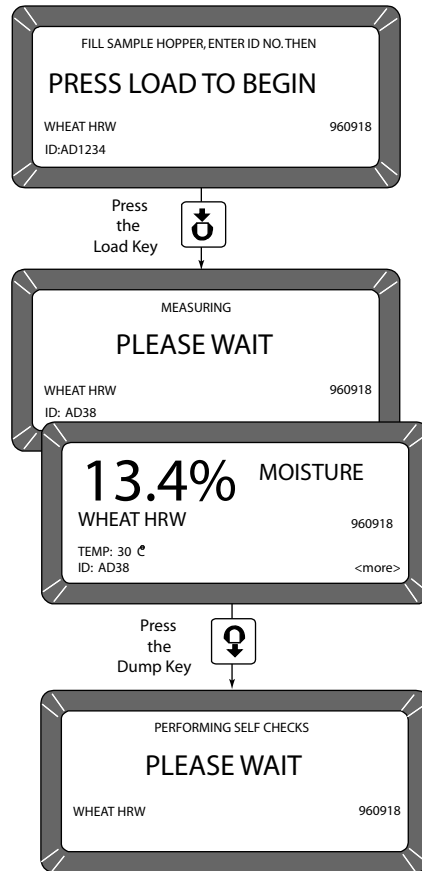 FILL SAMPLE HOPPER, ENTER ID NO. THEN
PRESS LOAD TO BEGIN
WHEAT HRW 960918
ID:AD1234
Press
the
Load Key
MEASURING
PLEASE WAIT
WHEAT HRW 960918
ID: AD38
13.4% MOISTURE
WHEAT HRW 960918
TEMP: 30 C
ID: AD38 <more>
Press
the
Dump Key
PERFORMING SELF CHECKS
PLEASE WAIT
WHEAT HRW 960918